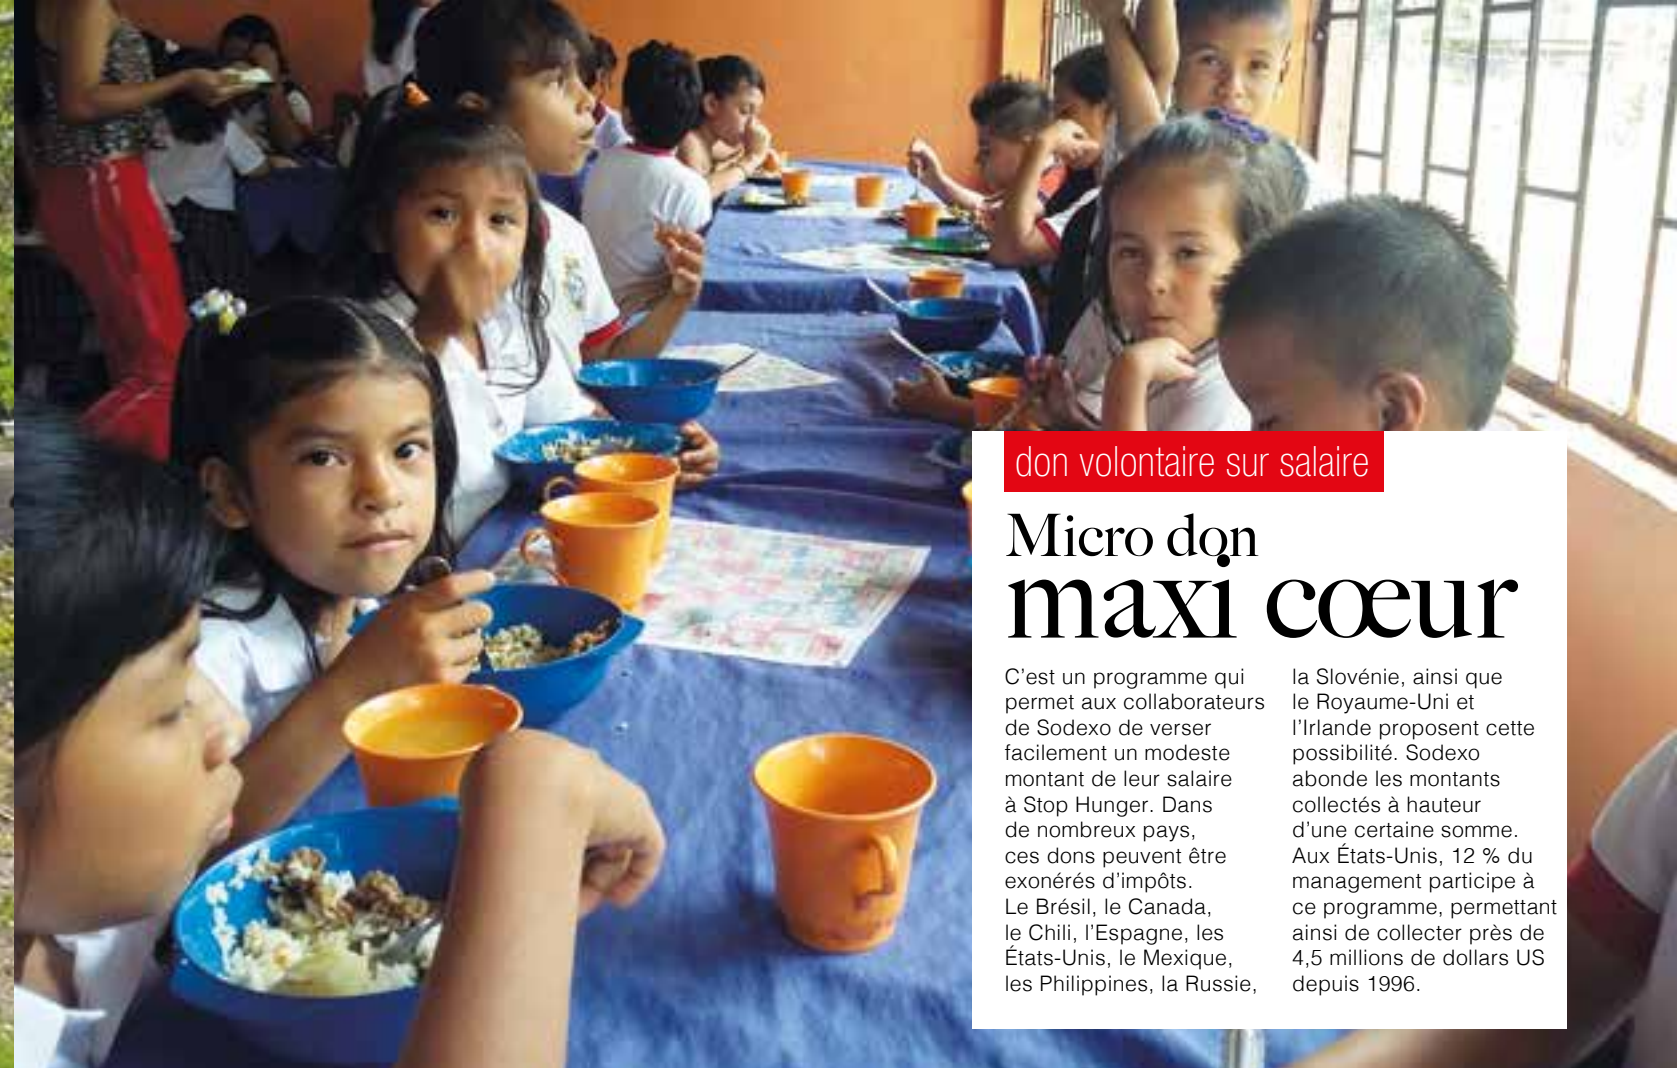 don volontaire sur salaire
Micro don
maxi cœur
C'est un programme qui
permet aux collaborateurs
de Sodexo de verser
facilement un modeste
montant de leur salaire
à Stop Hunger. Dans
de nombreux pays,
ces dons peuvent être
exonérés d'impôts.
Le Brésil, le Canada,
le Chili, l'Espagne, les
États-Unis, le Mexique,
les Philippines, la Russie,
la Slovénie, ainsi que
le Royaume-Uni et
l'Irlande proposent cette
possibilité. Sodexo
abonde les montants
collectés à hauteur
d'une certaine somme.
Aux États-Unis, 12 % du
management participe à
ce programme, permettant
ainsi de collecter près de
4,5 millions de dollars US
depuis 1996.